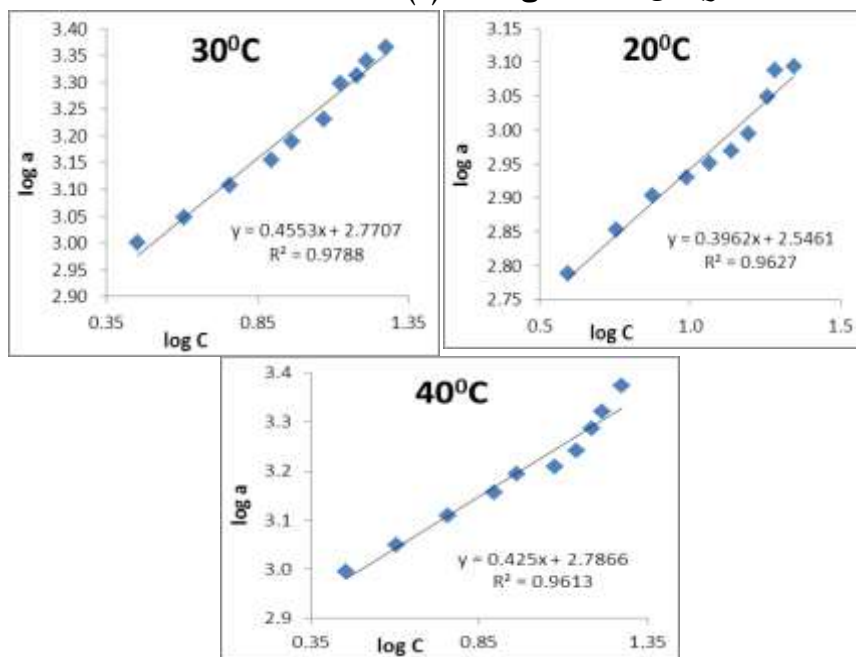 30⁰C
3.40
3.35
3.30
3.25
3.20
3.15
3.10
3.05
3.00
2.95
2.90
log a
y = 0.4553x + 2.7707
R² = 0.9788
0.35
0.85
1.35
log C
20⁰C
3.15
3.10
3.05
3.00
2.95
2.90
2.85
2.80
2.75
log a
y = 0.3962x + 2.5461
R² = 0.9627
0.5
1.0
1.5
log C
40⁰C
3.4
3.3
3.2
3.1
3.0
2.9
log a
y = 0.425x + 2.7866
R² = 0.9613
0.35
0.85
1.35
log C